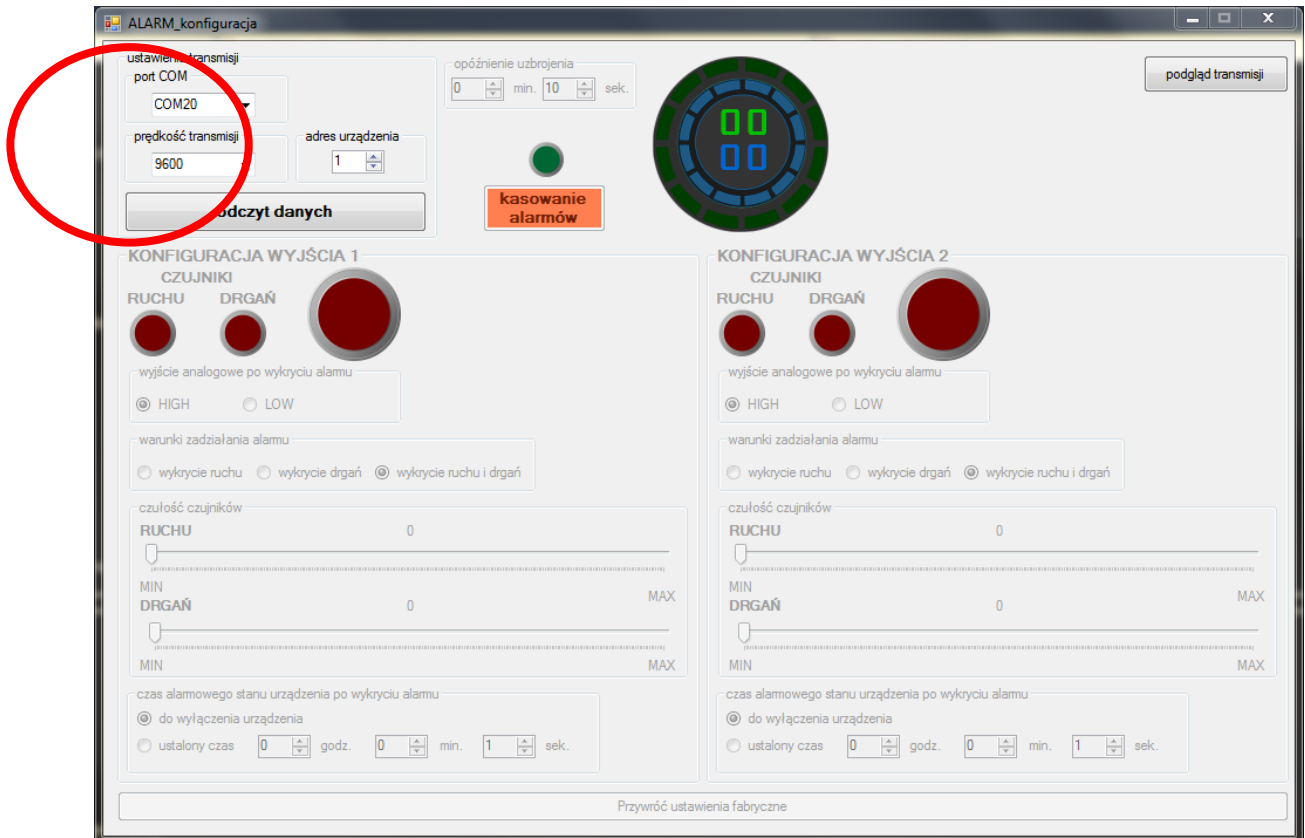 ALARM_konfiguracja
ustawienia transmisji
port COM
COM20
prędkość transmisji
9600
adres urządzenia
1
odczyt danych
opóźnienie uzbrojenia
0 min. 10 sek.
kasowanie
alarmów
00
00
podgląd transmisji
KONFIGURACJA WYJŚCIA 1
CZUJNIKI
RUCHU DRGAŃ
wyjście analogowe po wykryciu alarmu
HIGH LOW
warunki zadziałania alarmu
wykrycie ruchu wykrycie drgań wykrycie ruchu i drgań
czułość czujników
RUCHU 0
MIN MAX
DRGAŃ 0
MIN MAX
czas alarmowego stanu urządzenia po wykryciu alarmu
do wyłączenia urządzenia
ustalony czas 0 godz. 0 min. 1 sek.
KONFIGURACJA WYJŚCIA 2
CZUJNIKI
RUCHU DRGAŃ
wyjście analogowe po wykryciu alarmu
HIGH LOW
warunki zadziałania alarmu
wykrycie ruchu wykrycie drgań wykrycie ruchu i drgań
czułość czujników
RUCHU 0
MIN MAX
DRGAŃ 0
MIN MAX
czas alarmowego stanu urządzenia po wykryciu alarmu
do wyłączenia urządzenia
ustalony czas 0 godz. 0 min. 1 sek.
Przywróć ustawienia fabryczne